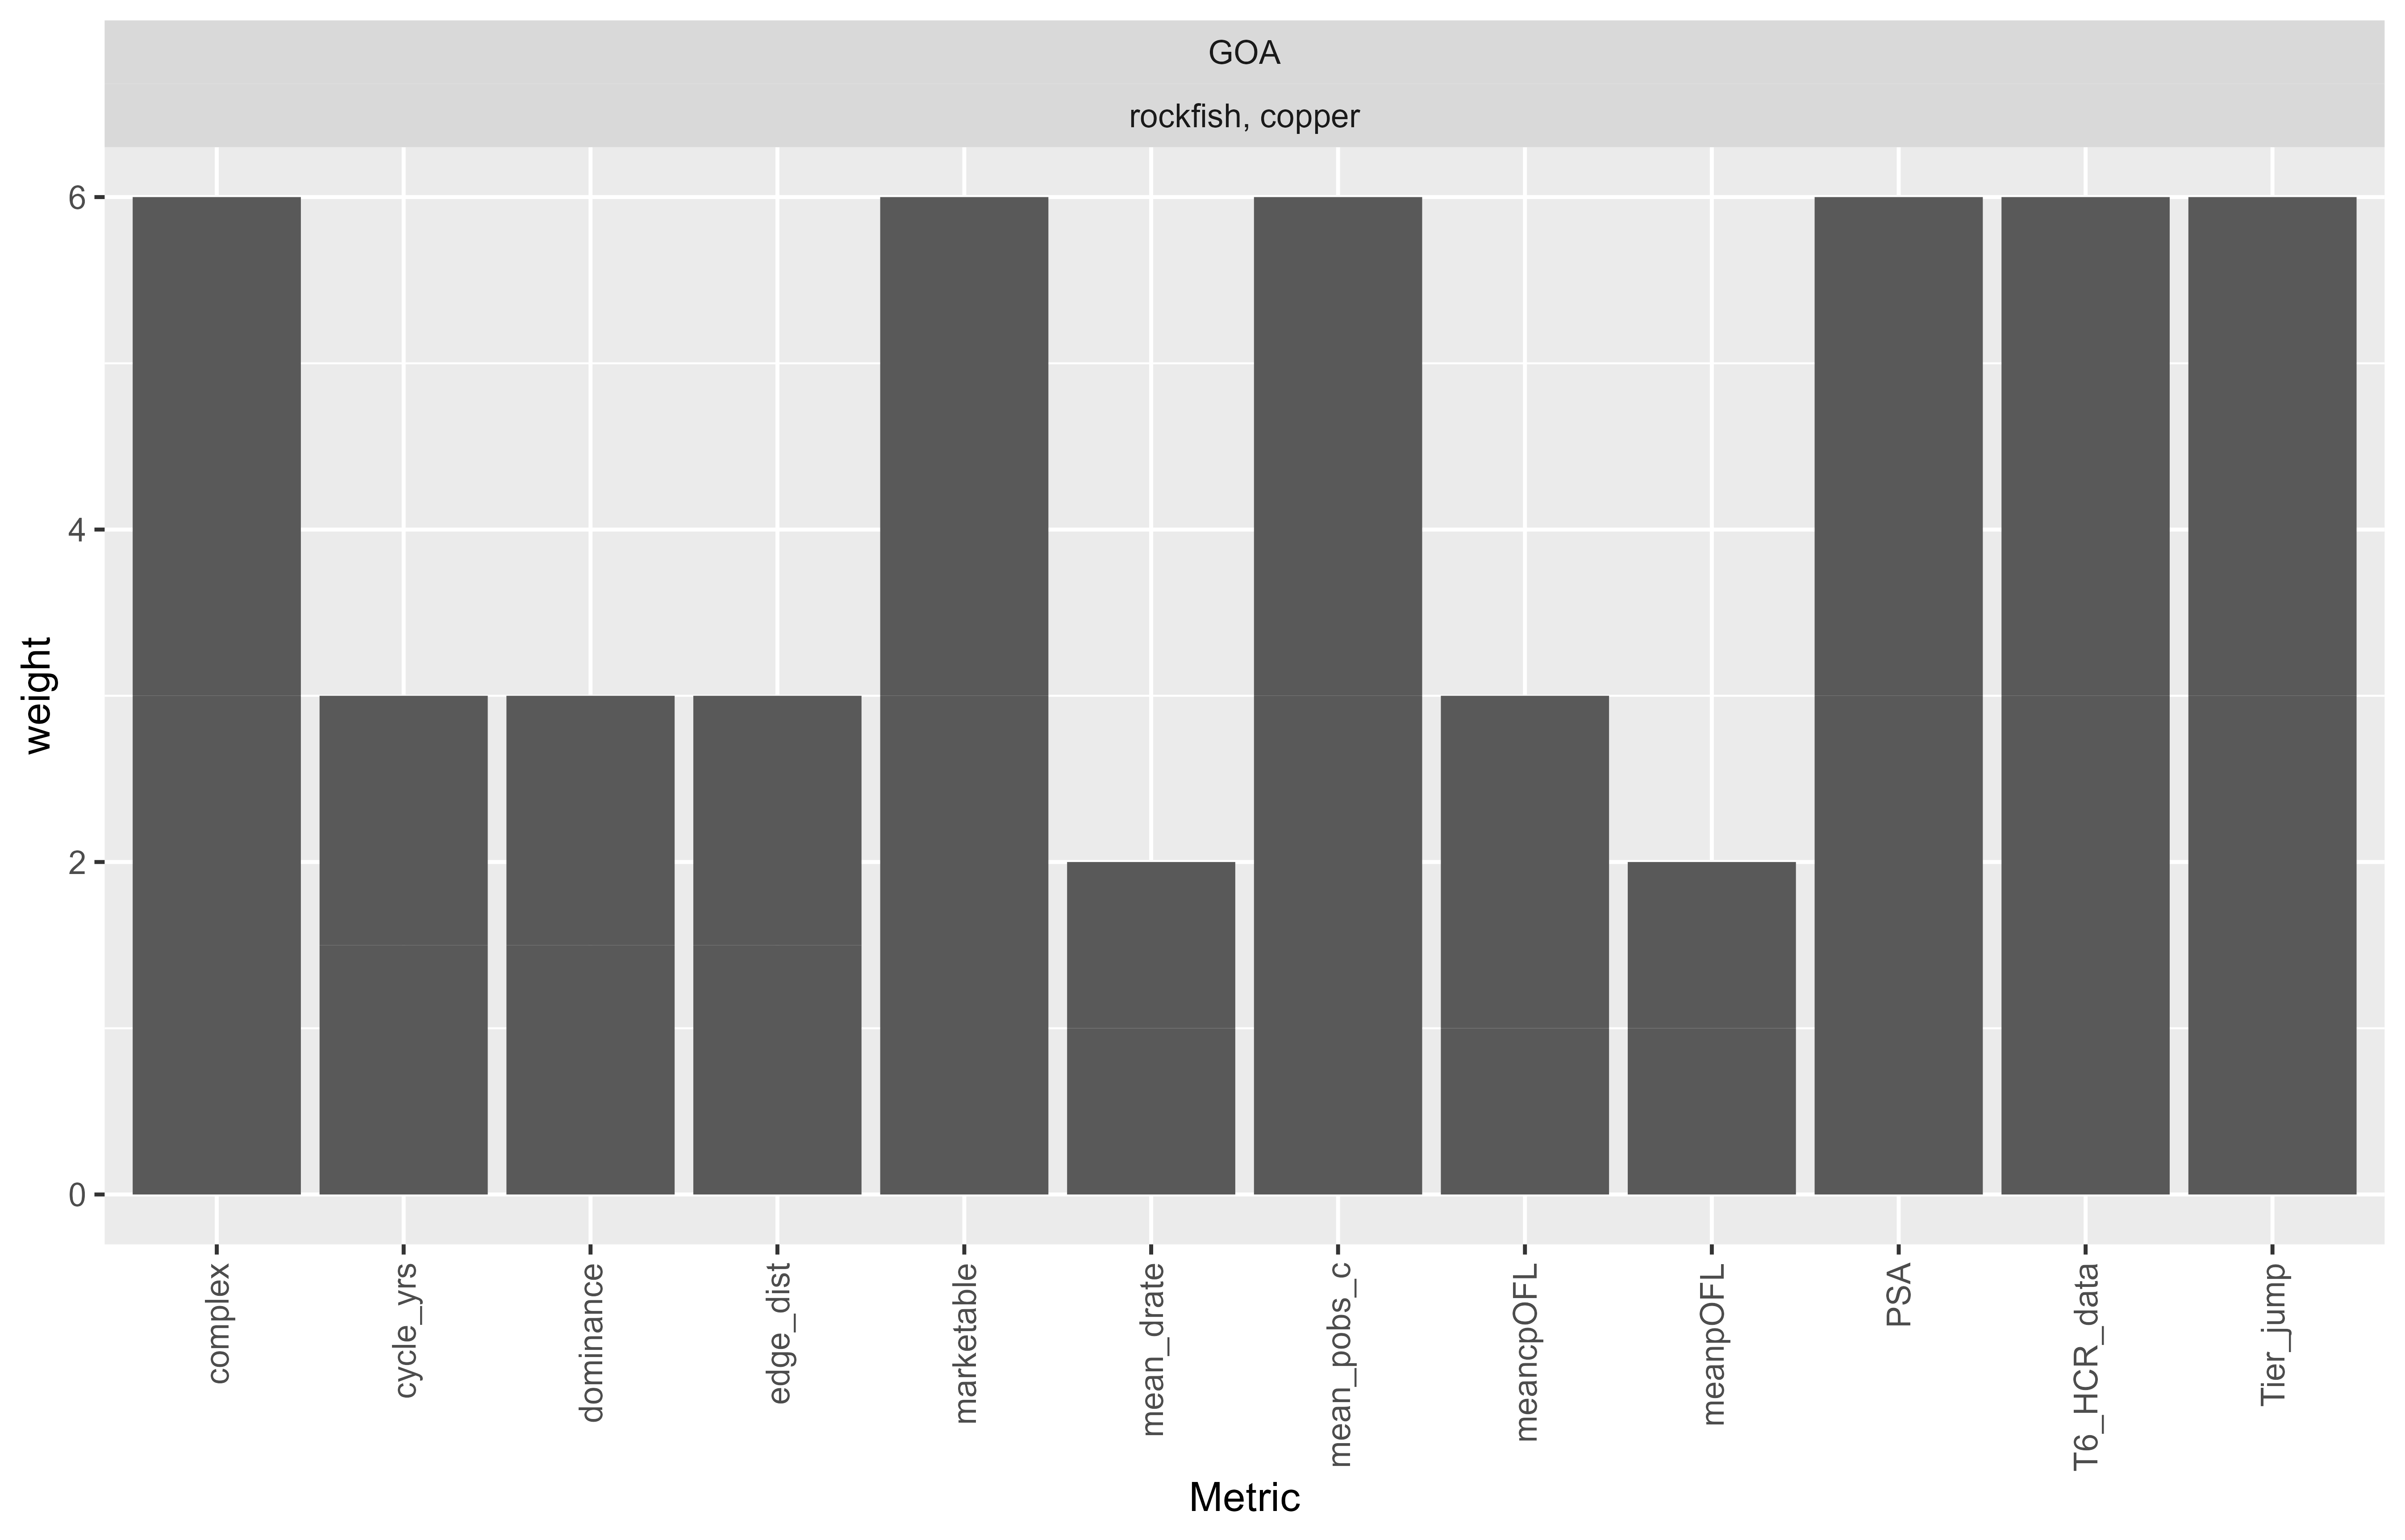 GOA
rockfish, copper
6
4
2
0
weight
complex
cycle_yrs
dominance
edge_dist
marketable
mean_drate
mean_pobs_c
meancpOFL
meanpOFL
PSA
T6_HCR_data
Tier_jump
Metric